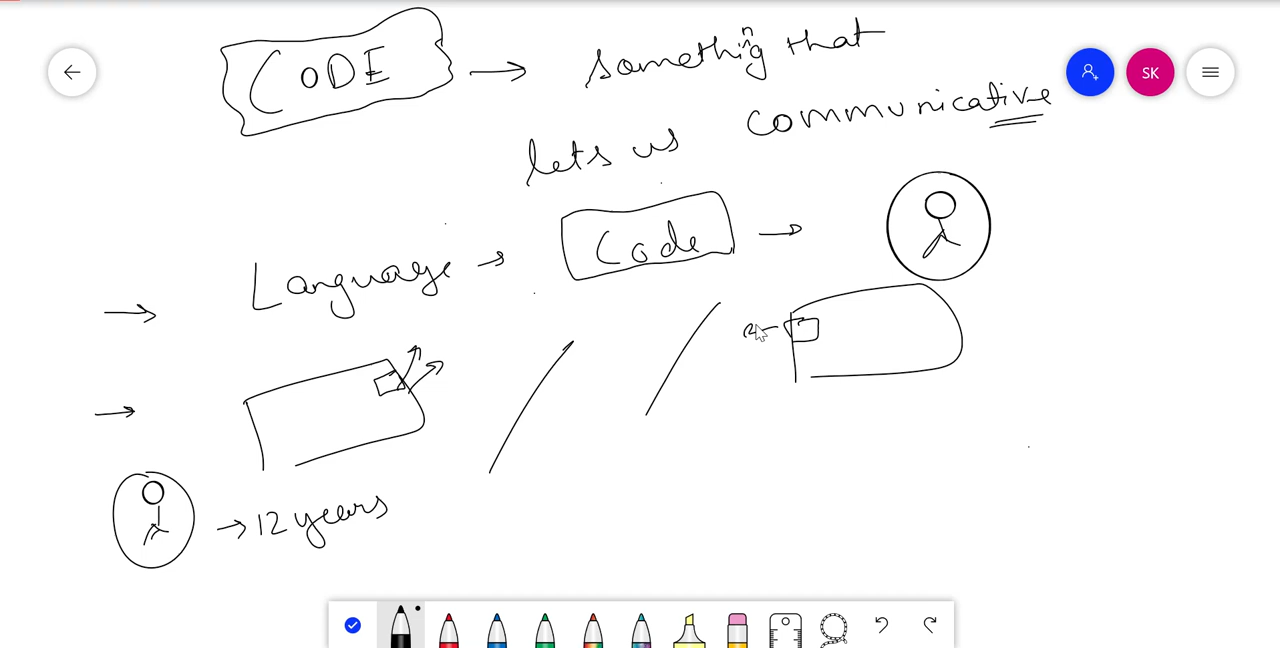 CODE → something that
lets us communicative
Language → Code →
→ 12 years
SK